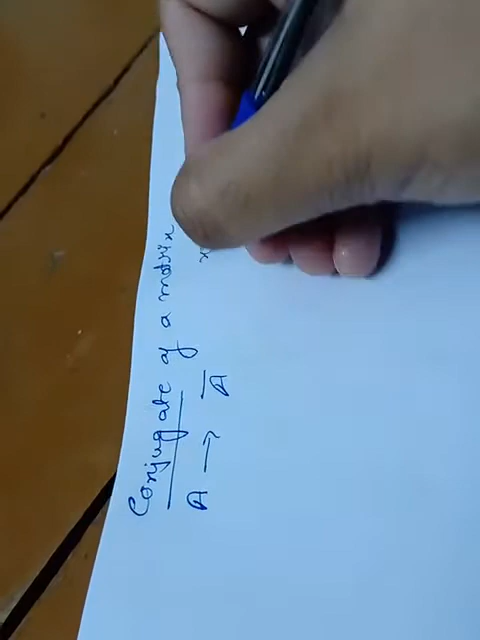 Conjugate of a matrix
A → A̅ x